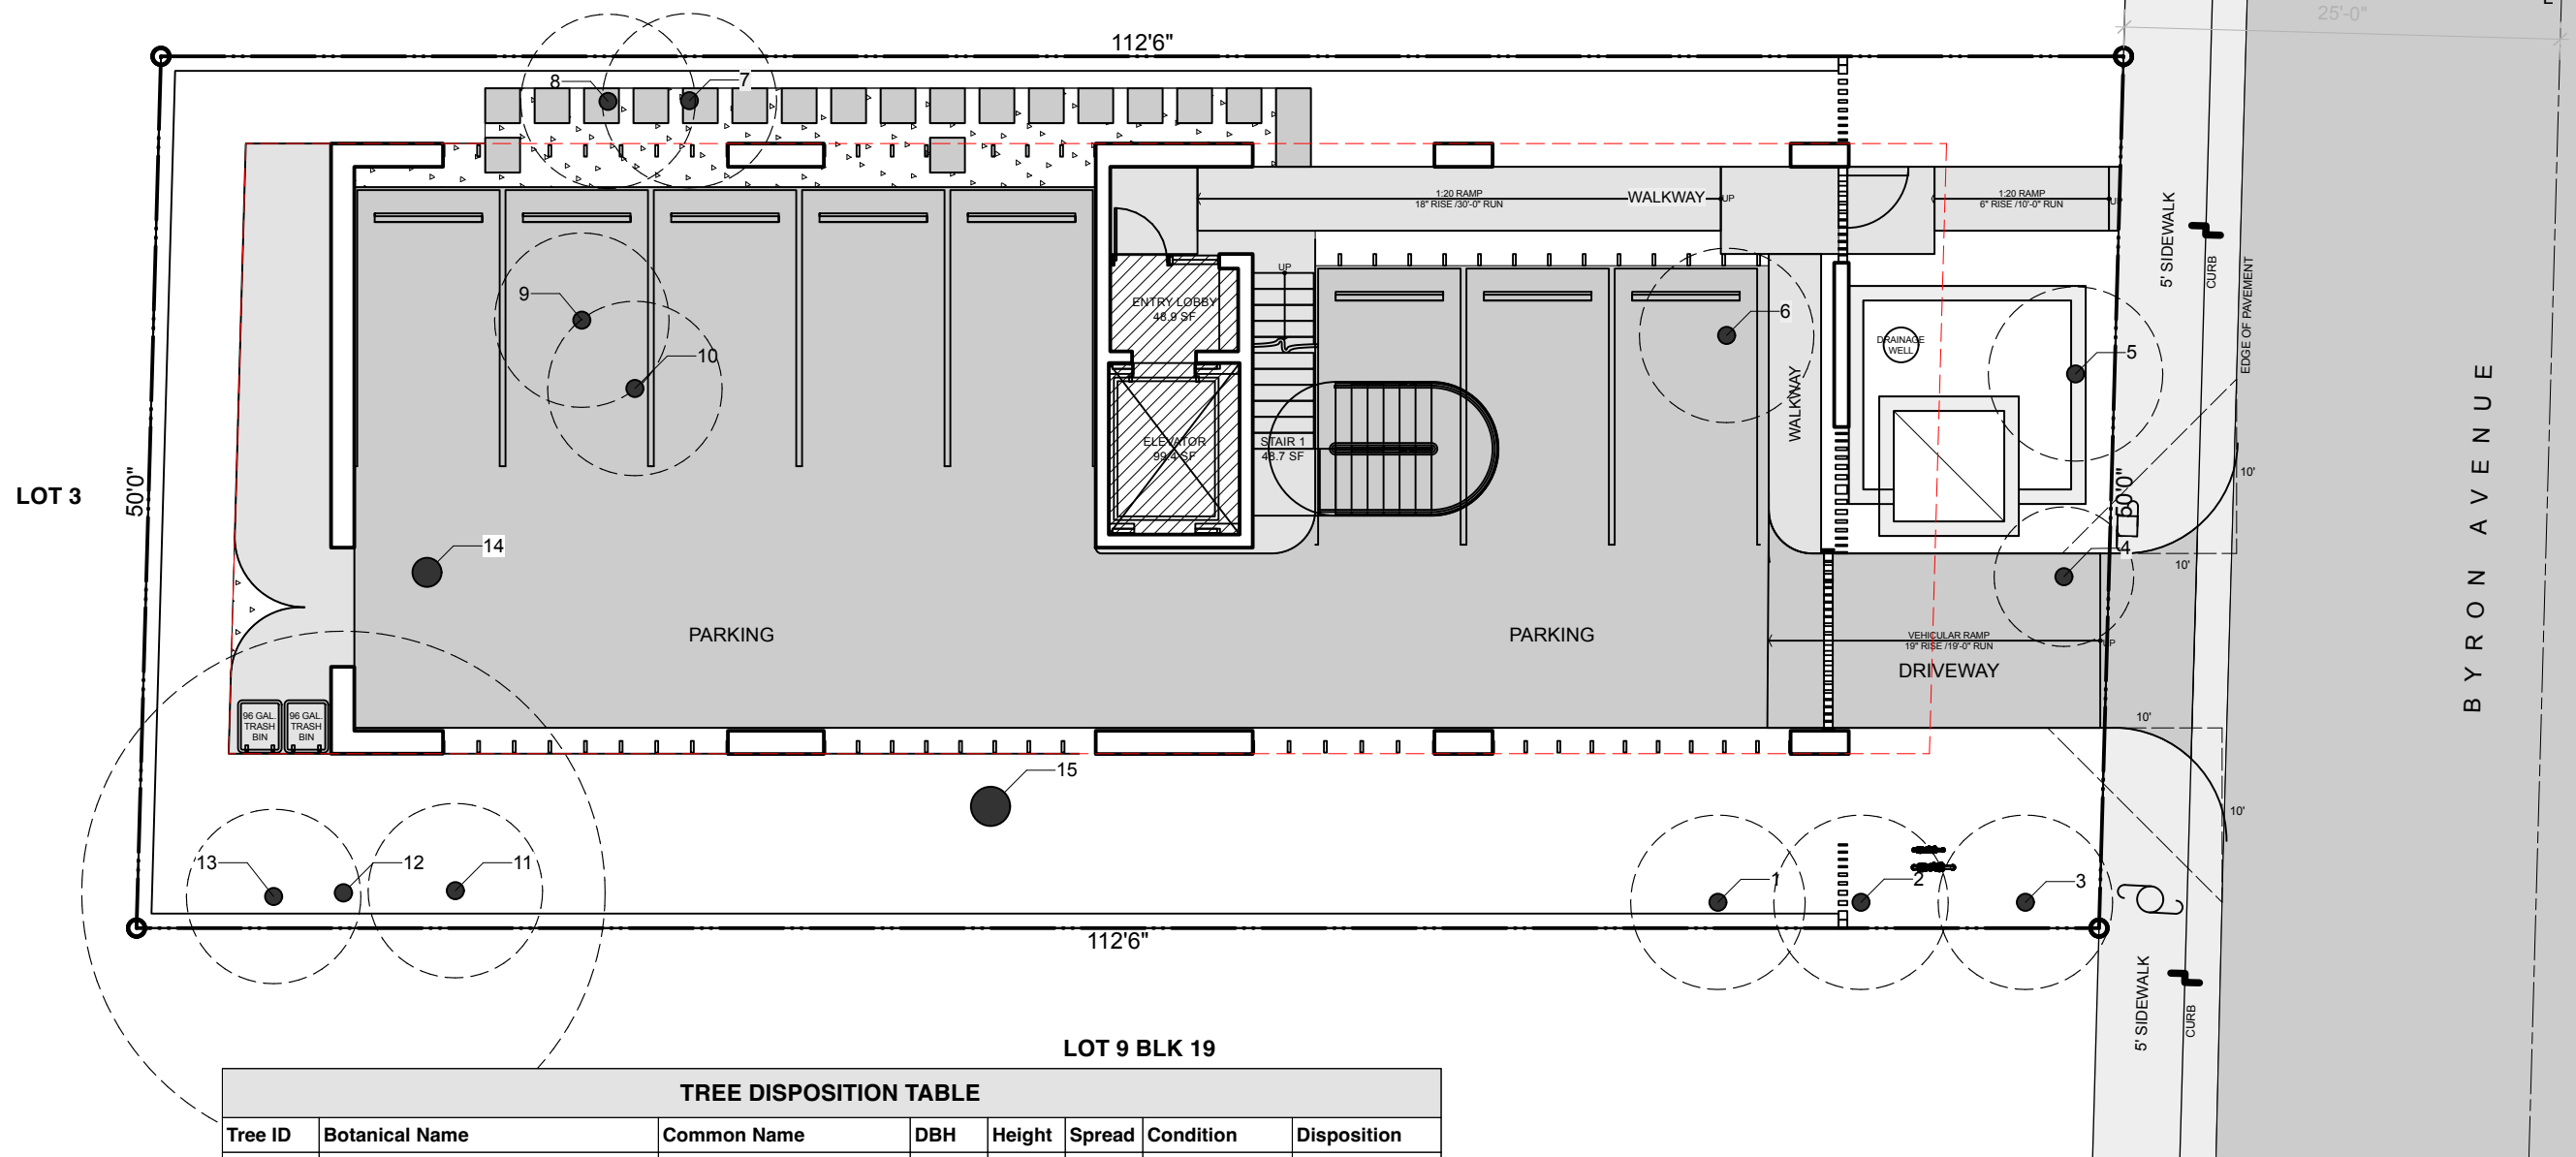 25'-0"
112'6"
8
7
1:20 RAMP
18" RISE /30'-0" RUN
WALKWAY
UP
1:20 RAMP
6" RISE /10'-0" RUN
5' SIDEWALK
CURB
EDGE OF PAVEMENT
UP
9
ENTRY LOBBY
48.9 SF
6
DRAINAGE
WELL
5
10
WALKWAY
BYRON AVENUE
ELEVATOR
99.4 SF
STAIR 1
48.7 SF
LOT 3
50'0"
50'0"
10'
14
4
10'
PARKING
PARKING
VEHICULAR RAMP
19" RISE /19'-0" RUN
UP
DRIVEWAY
96 GAL.
TRASH
BIN
96 GAL.
TRASH
BIN
10'
15
10'
13
12
11
1
2
3
112'6"
5' SIDEWALK
CURB
LOT 9 BLK 19
TREE DISPOSITION TABLE
Tree ID Botanical Name Common Name DBH Height Spread Condition Disposition